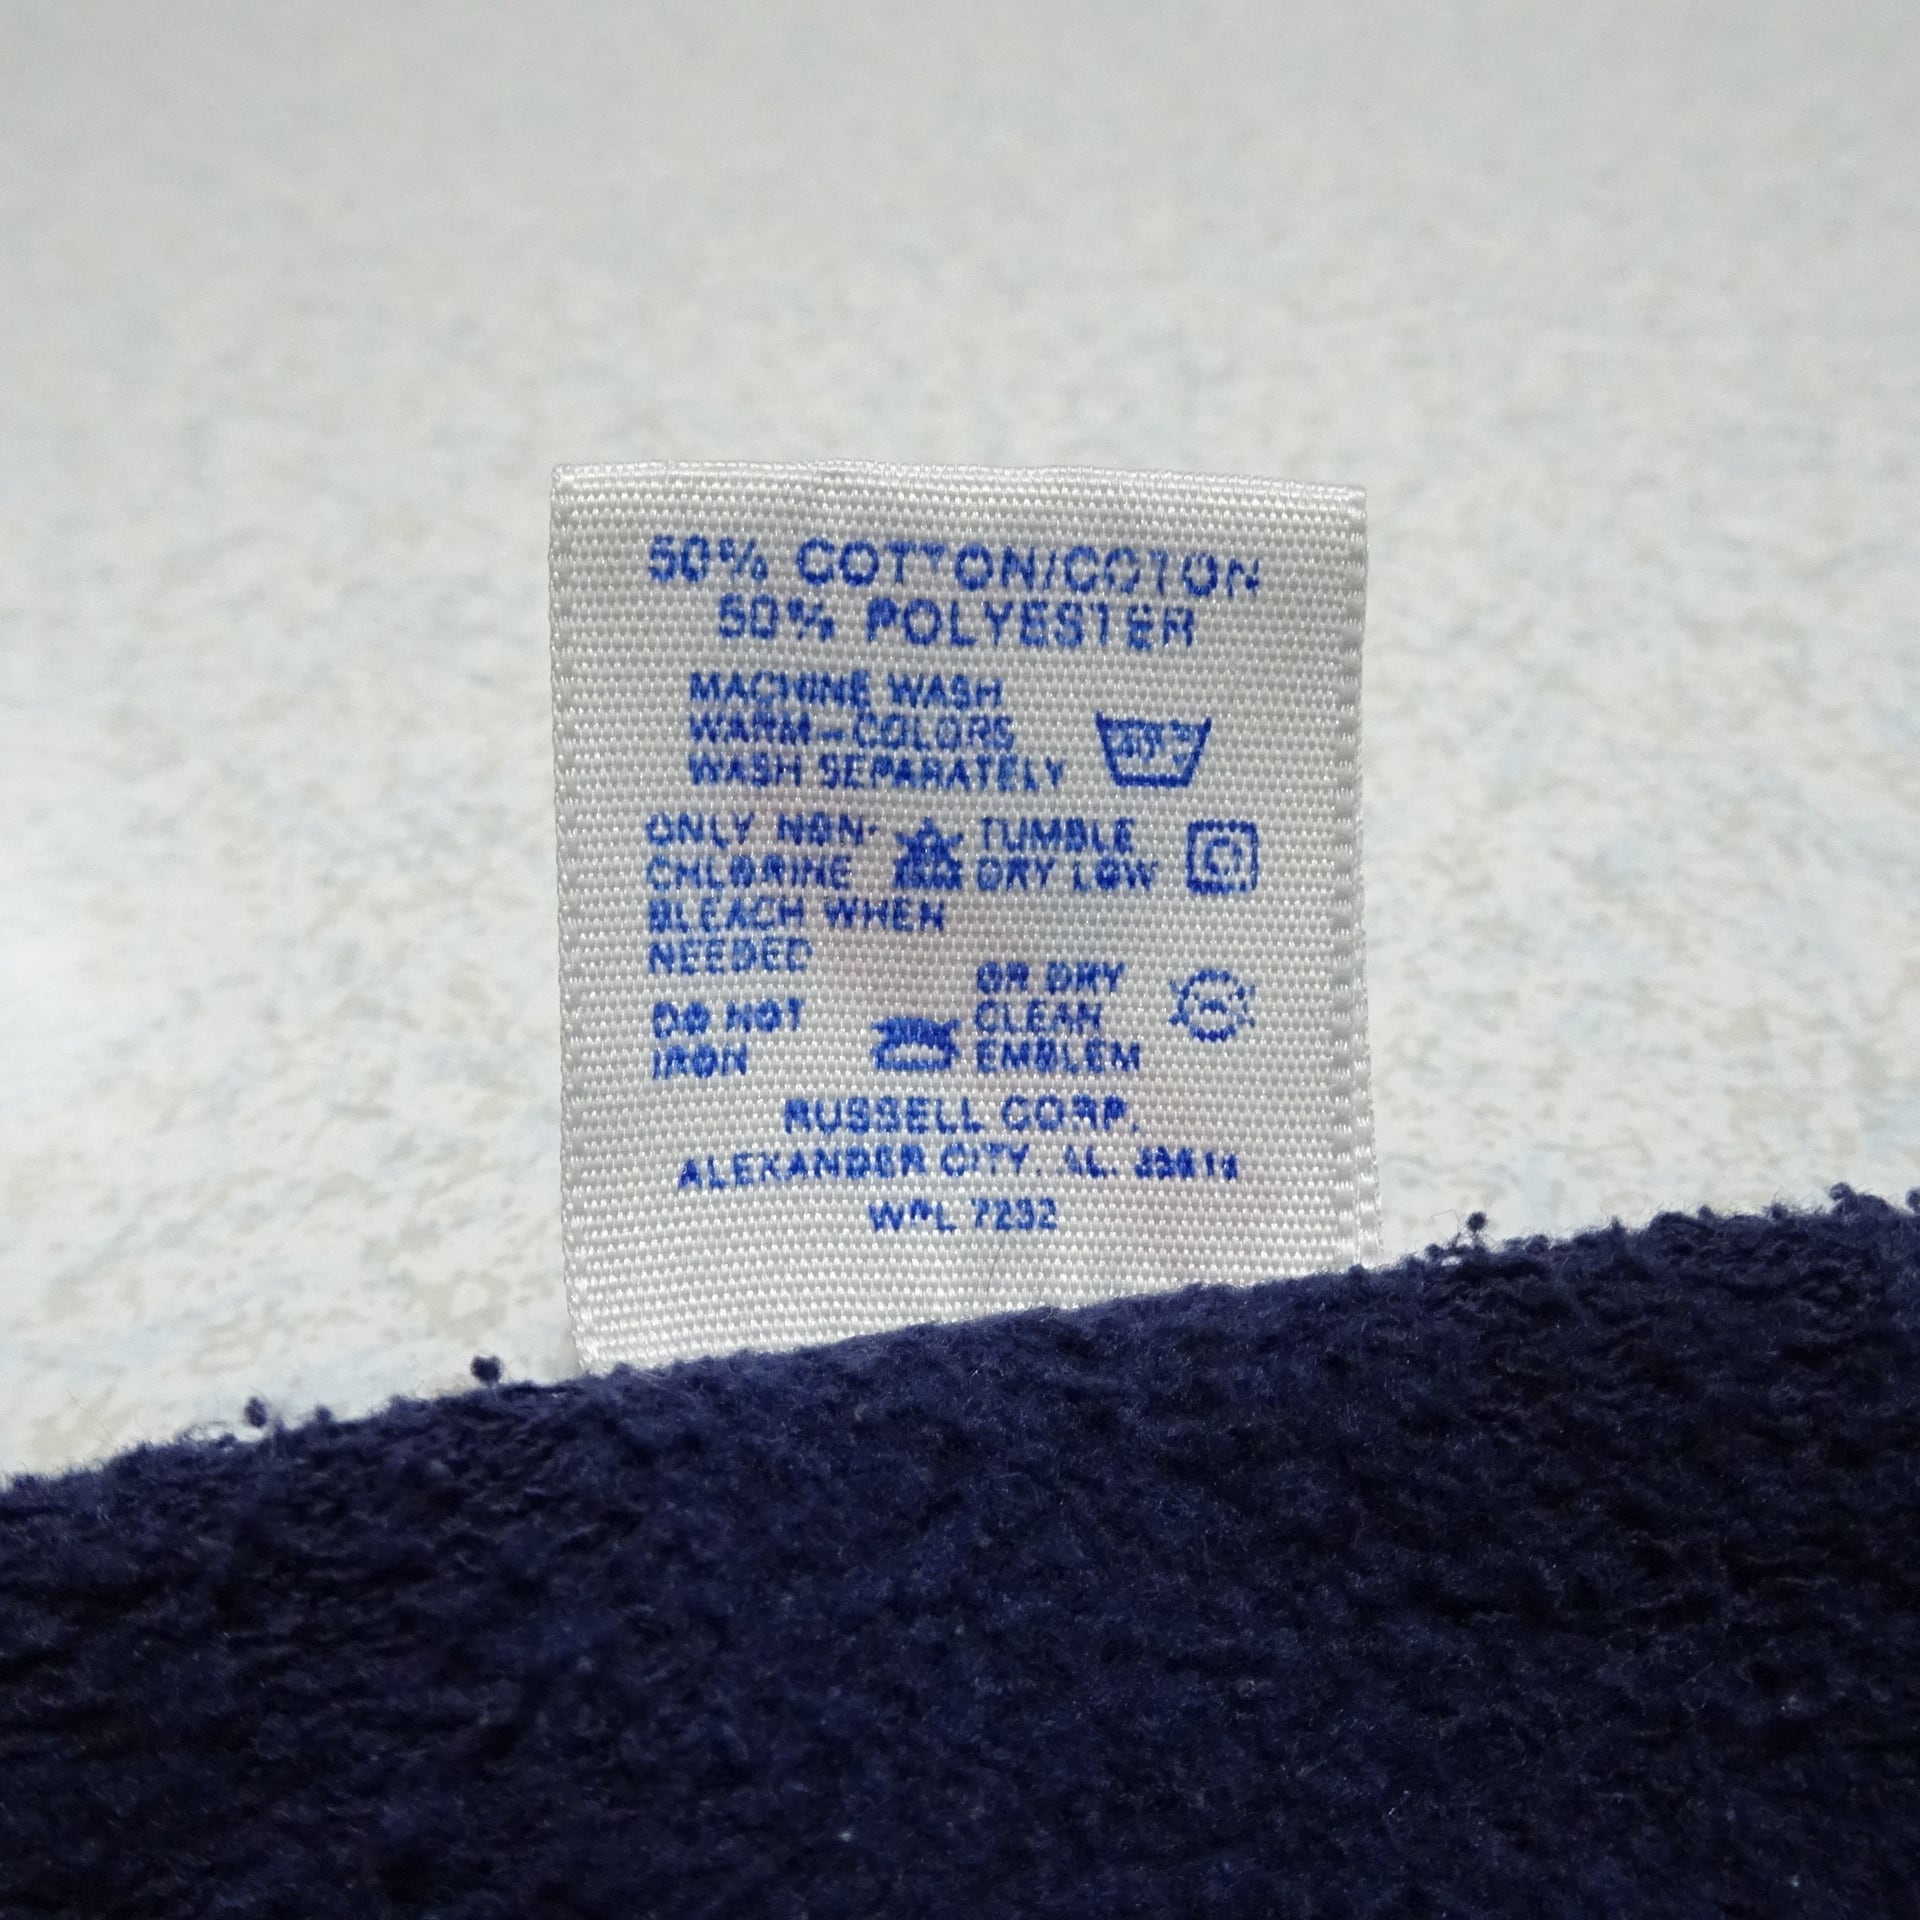 50% COTTON/COTON
50% POLYESTER
MACHINE WASH
WARM-COLORS
WASH SEPARATELY
ONLY NON-
CHLORINE
BLEACH WHEN
NEEDED
TUMBLE
DRY LOW
DO NOT
IRON
OR DRY
CLEAN
EMBLEM
RUSSELL CORP.
ALEXANDER CITY, AL.
WPL 7232